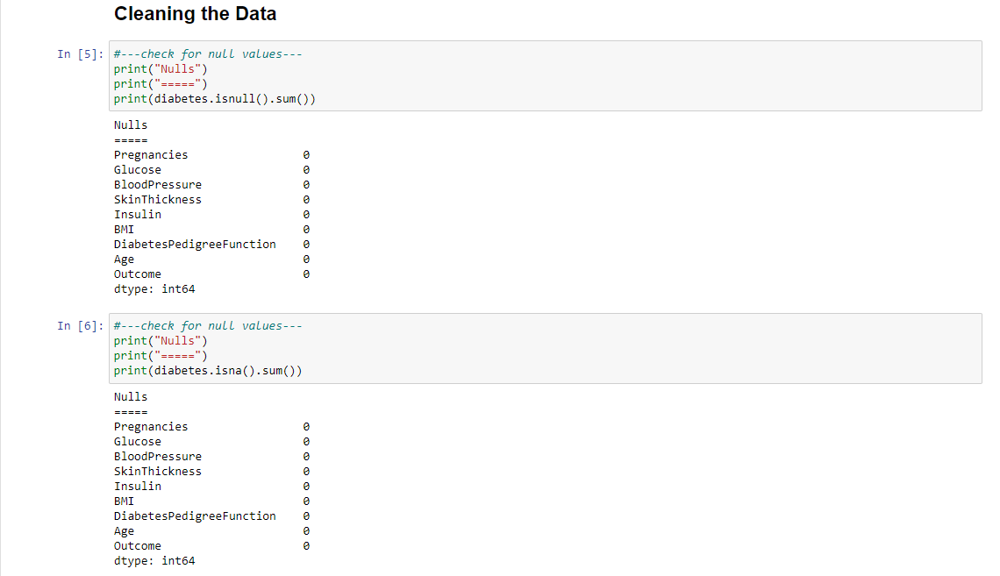 Cleaning the Data
In [5]: #---check for null values---
print("Nulls")
print("=====")
print(diabetes.isnull().sum())
Nulls
=====
Pregnancies 0
Glucose 0
BloodPressure 0
SkinThickness 0
Insulin 0
BMI 0
DiabetesPedigreeFunction 0
Age 0
Outcome 0
dtype: int64
In [6]: #---check for null values---
print("Nulls")
print("=====")
print(diabetes.isna().sum())
Nulls
=====
Pregnancies 0
Glucose 0
BloodPressure 0
SkinThickness 0
Insulin 0
BMI 0
DiabetesPedigreeFunction 0
Age 0
Outcome 0
dtype: int64